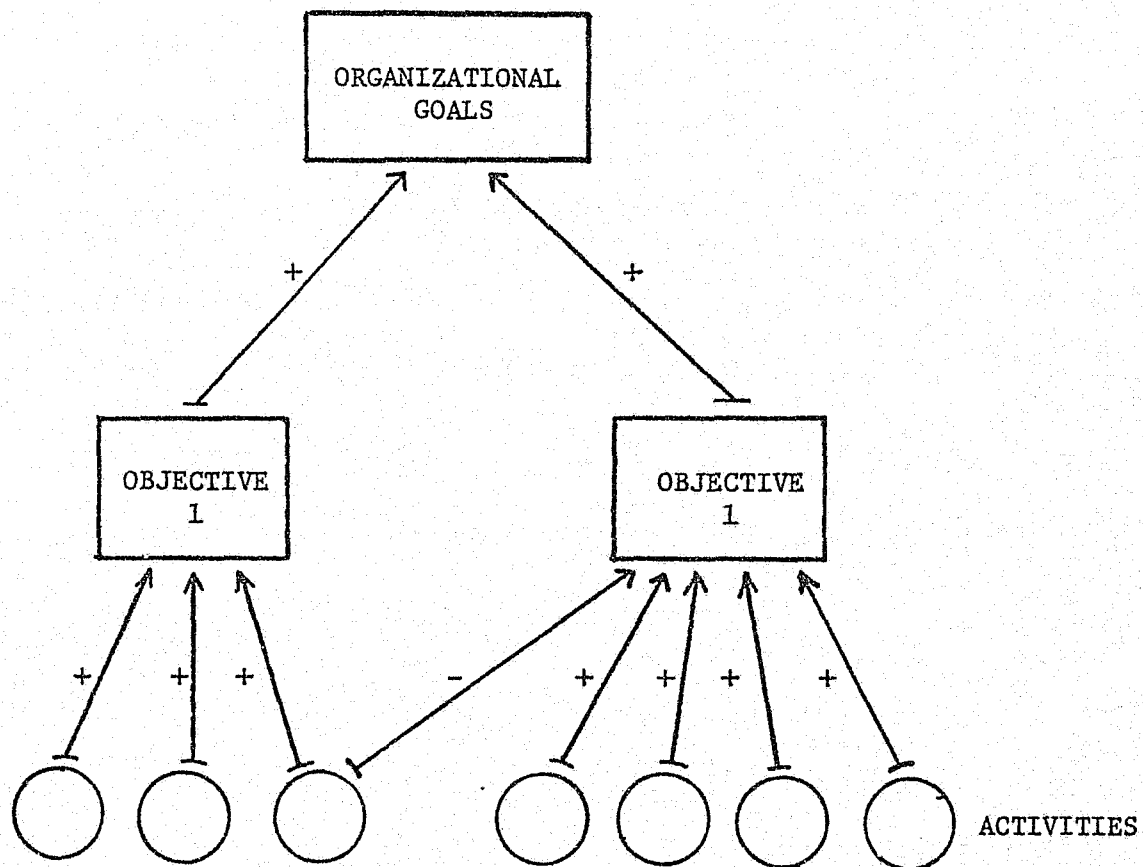 ORGANIZATIONAL
GOALS
+ +
OBJECTIVE
1
OBJECTIVE
1
+ + + - + + + +
ACTIVITIES